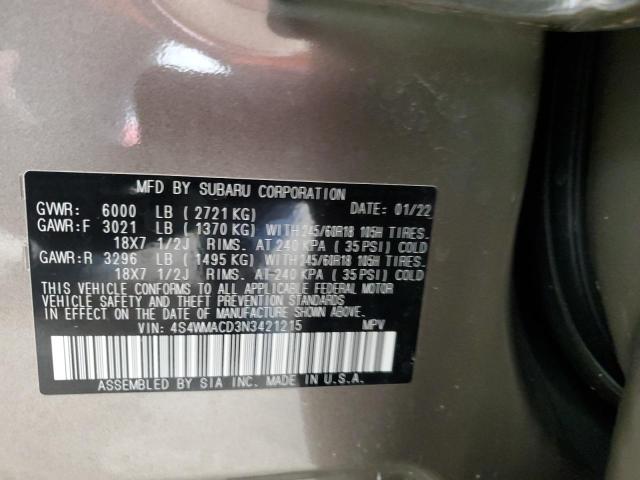 MFD BY SUBARU CORPORATION
GVWR: 6000 LB ( 2721 KG) DATE: 01/22
GAWR:F 3021 LB ( 1370 KG) WITH 245/60R18 105H TIRES.
18X7 1/2J RIMS. AT 240 KPA ( 35 PSI) COLD
GAWR:R 3296 LB ( 1495 KG) WITH 245/60R18 105H TIRES.
18X7 1/2J RIMS. AT 240 KPA ( 35 PSI) COLD
THIS VEHICLE CONFORMS TO ALL APPLICABLE FEDERAL MOTOR
VEHICLE SAFETY AND THEFT PREVENTION STANDARDS
IN EFFECT ON THE DATE OF MANUFACTURE SHOWN ABOVE.
VIN: 4S4WMACD3N3421215 MPV
ASSEMBLED BY SIA INC. MADE IN U.S.A.